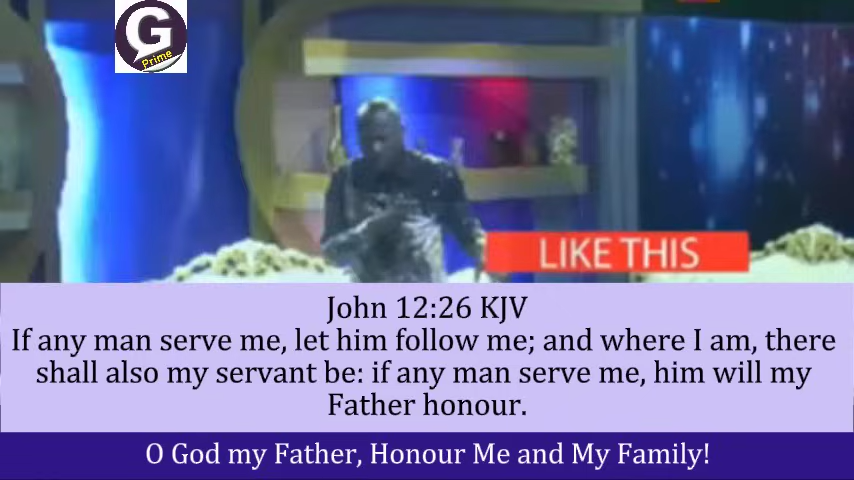 G
Prime
LIKE THIS
John 12:26 KJV
If any man serve me, let him follow me; and where I am, there
shall also my servant be: if any man serve me, him will my
Father honour.
O God my Father, Honour Me and My Family!